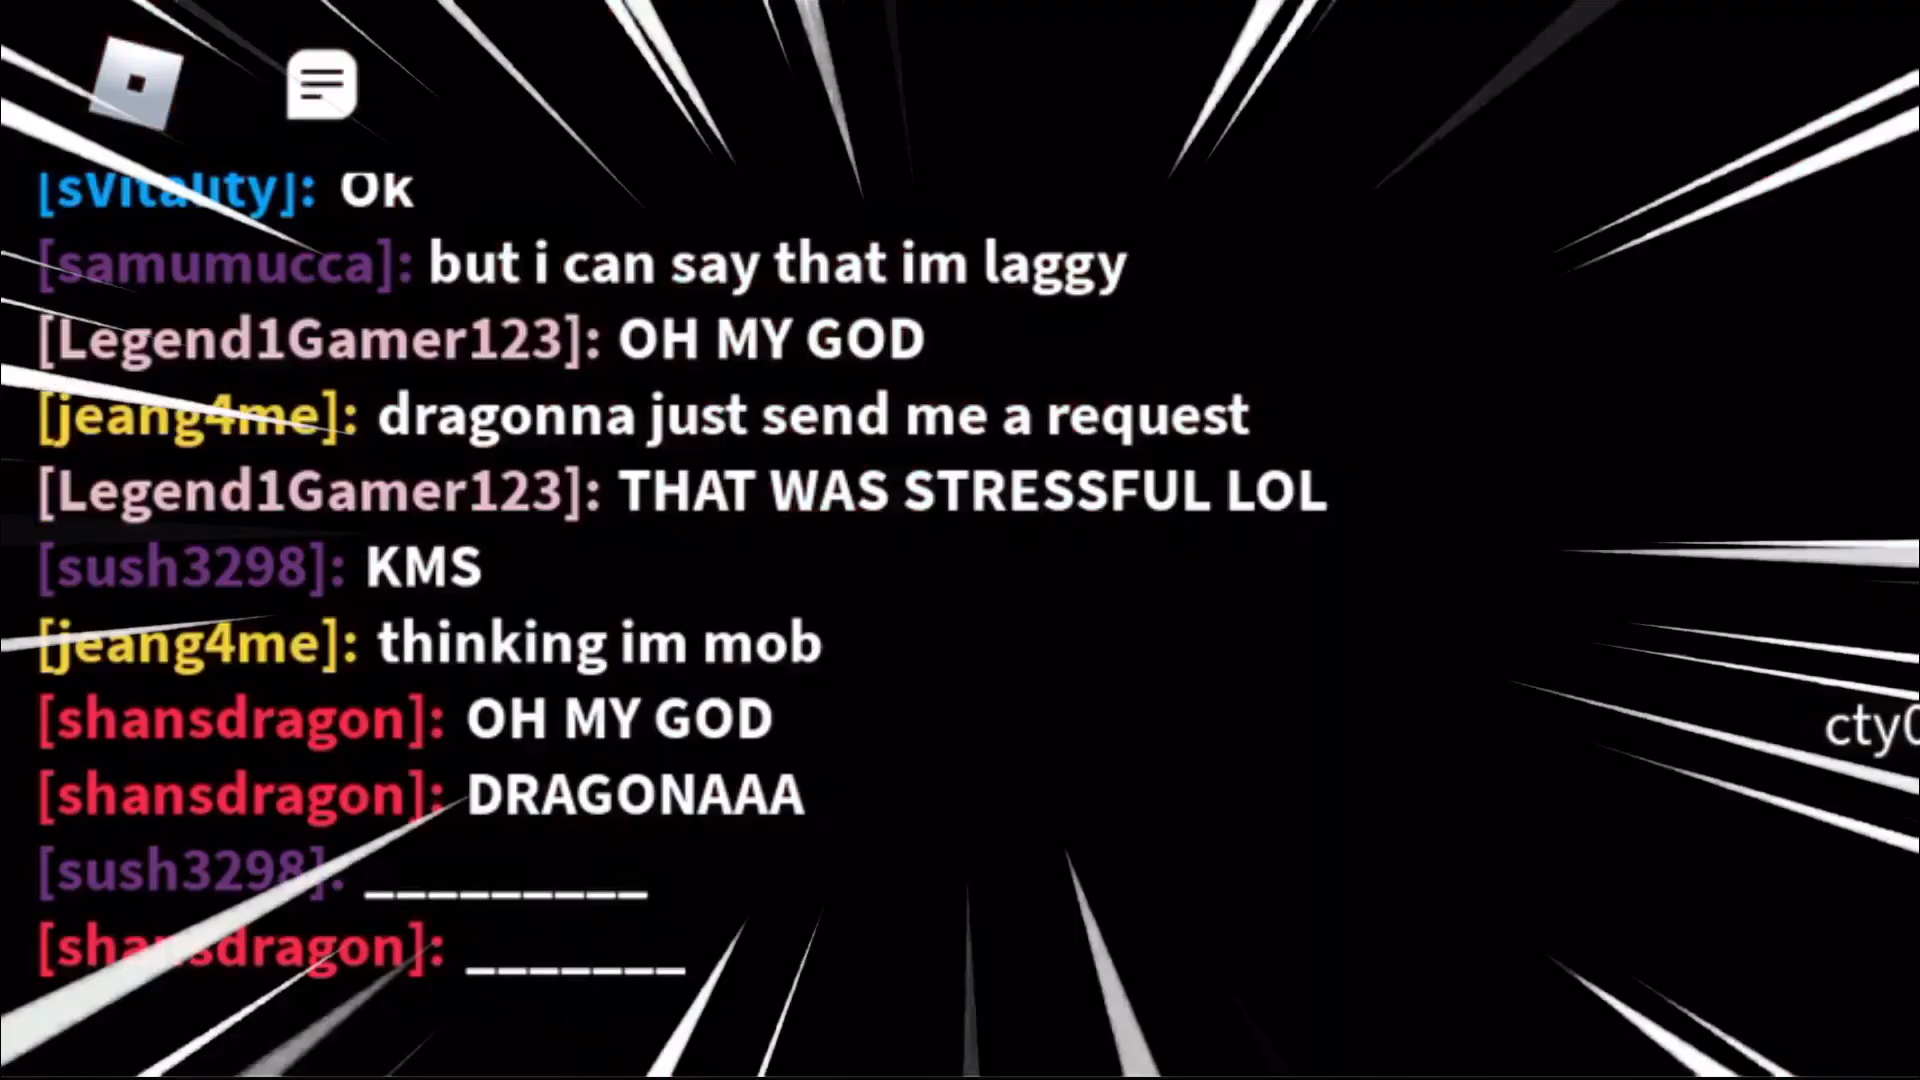 [sVitality]: Ok
[samumucca]: but i can say that im laggy
[Legend1Gamer123]: OH MY GOD
[jeang4me]: dragonna just send me a request
[Legend1Gamer123]: THAT WAS STRESSFUL LOL
[sush3298]: KMS
[jeang4me]: thinking im mob
[shansdragon]: OH MY GOD
cty
[shansdragon]: DRAGONAAA
[sush3298]: _________
[shansdragon]: _______